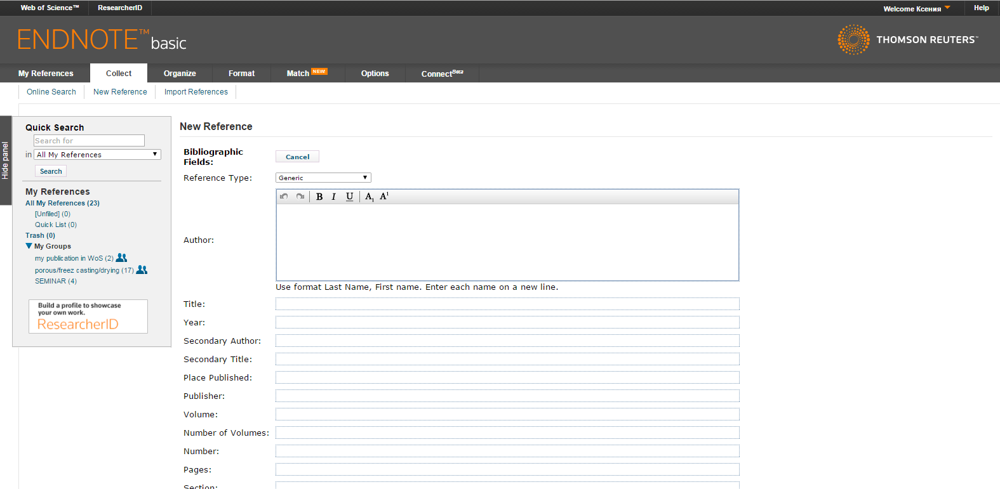 Web of Science™ ResearcherID Welcome Ксения Help
ENDNOTE™ basic
THOMSON REUTERS™
My References Collect Organize Format Match NEW! Options Connect Beta
Online Search New Reference Import References
Hide panel
Quick Search
Search for
in All My References
Search
My References
All My References (23)
[Unfiled] (0)
Quick List (0)
Trash (0)
My Groups
my publication in WoS (2)
porous/freez casting/drying (17)
SEMINAR (4)
Build a profile to showcase
your own work.
ResearcherID
New Reference
Bibliographic
Fields:
Cancel
Reference Type: Generic
B I U A1 A1
Author:
Use format Last Name, First name. Enter each name on a new line.
Title:
Year:
Secondary Author:
Secondary Title:
Place Published:
Publisher:
Volume:
Number of Volumes:
Number:
Pages:
Section: